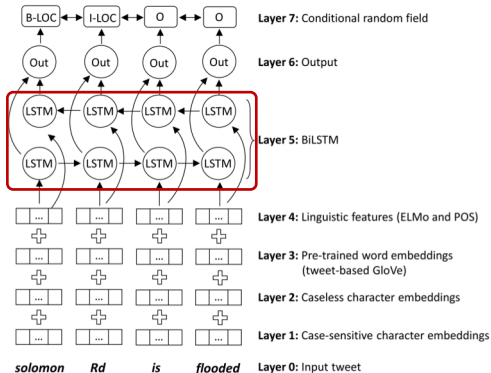 B-LOC I-LOC O O Layer 7: Conditional random field
Out Out Out Out Layer 6: Output
LSTM LSTM LSTM LSTM
Layer 5: BiLSTM
LSTM LSTM LSTM LSTM
... ... ... ... Layer 4: Linguistic features (ELMo and POS)
... ... ... ... Layer 3: Pre-trained word embeddings
(tweet-based GloVe)
... ... ... ... Layer 2: Caseless character embeddings
... ... ... ... Layer 1: Case-sensitive character embeddings
solomon Rd is flooded Layer 0: Input tweet